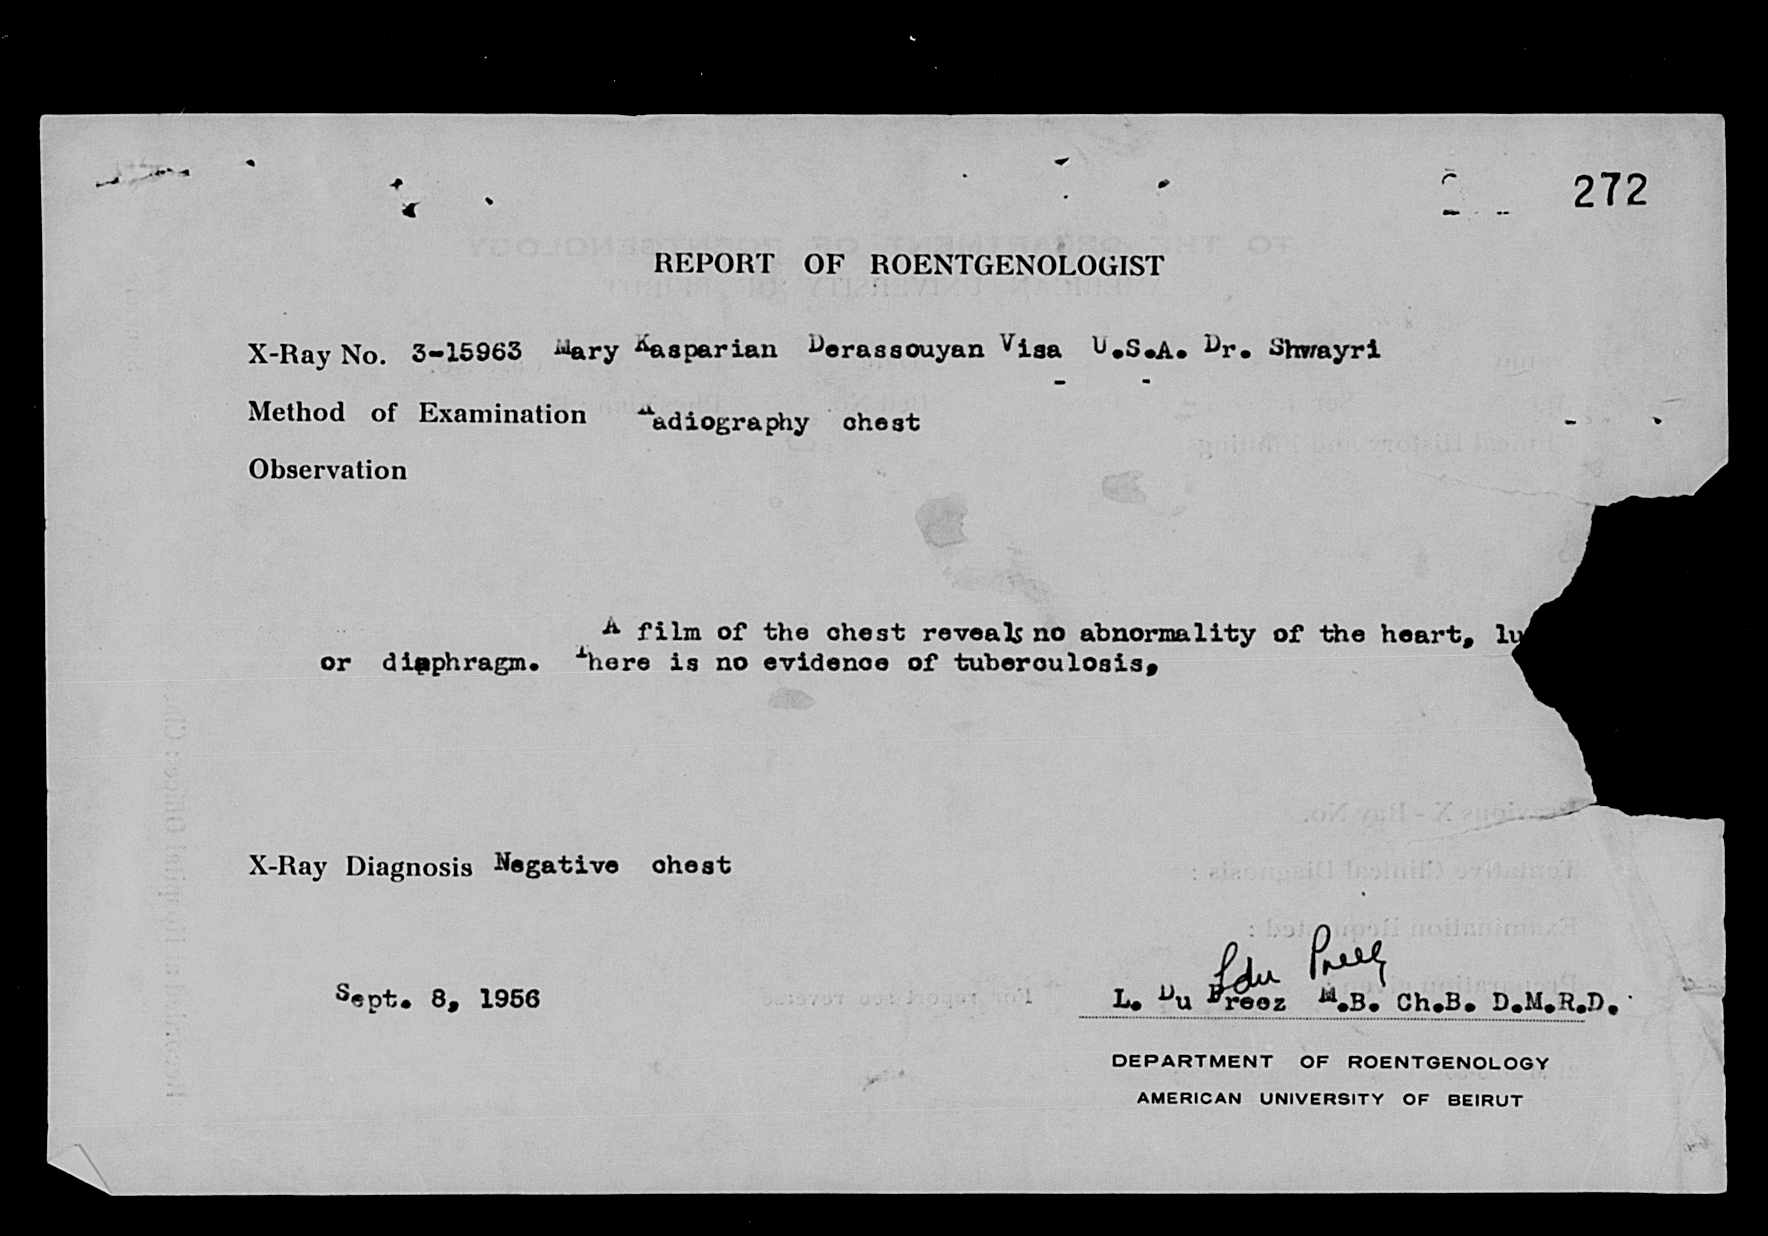 272
REPORT OF ROENTGENOLOGIST
X-Ray No. 3-15963 Mary Kasparian Derassouyan Visa U.S.A. Dr. Shwayri
Method of Examination Radiography chest
Observation
A film of the chest reveals no abnormality of the heart, lu
or diaphragm. There is no evidence of tuberculosis,
X-Ray Diagnosis Negative chest
L du Preez
Sept. 8, 1956 L. Du Preez M.B. Ch.B. D.M.R.D.
DEPARTMENT OF ROENTGENOLOGY
AMERICAN UNIVERSITY OF BEIRUT